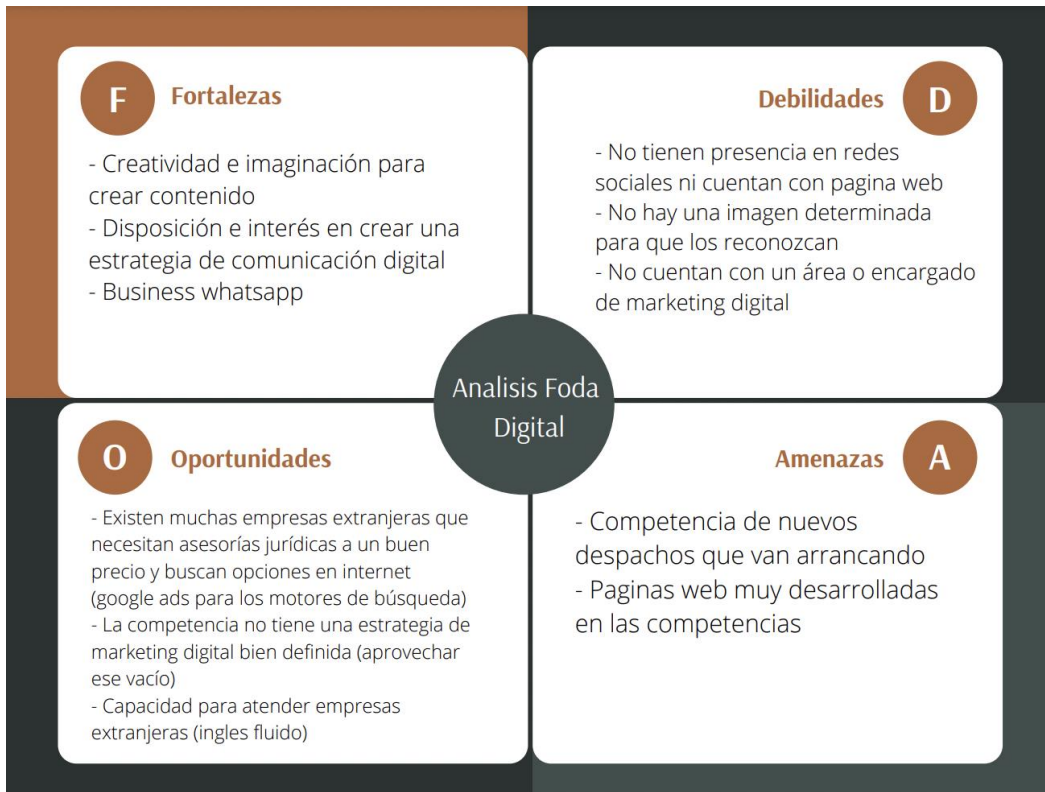 F
Fortalezas
- Creatividad e imaginación para
crear contenido
- Disposición e interés en crear una
estrategia de comunicación digital
- Business whatsapp
Debilidades
D
- No tienen presencia en redes
sociales ni cuentan con pagina web
- No hay una imagen determinada
para que los reconozcan
- No cuentan con un área o encargado
de marketing digital
Analisis Foda
Digital
O
Oportunidades
- Existen muchas empresas extranjeras que
necesitan asesorías jurídicas a un buen
precio y buscan opciones en internet
(google ads para los motores de búsqueda)
- La competencia no tiene una estrategia de
marketing digital bien definida (aprovechar
ese vacío)
- Capacidad para atender empresas
extranjeras (ingles fluido)
Amenazas
A
- Competencia de nuevos
despachos que van arrancando
- Paginas web muy desarrolladas
en las competencias